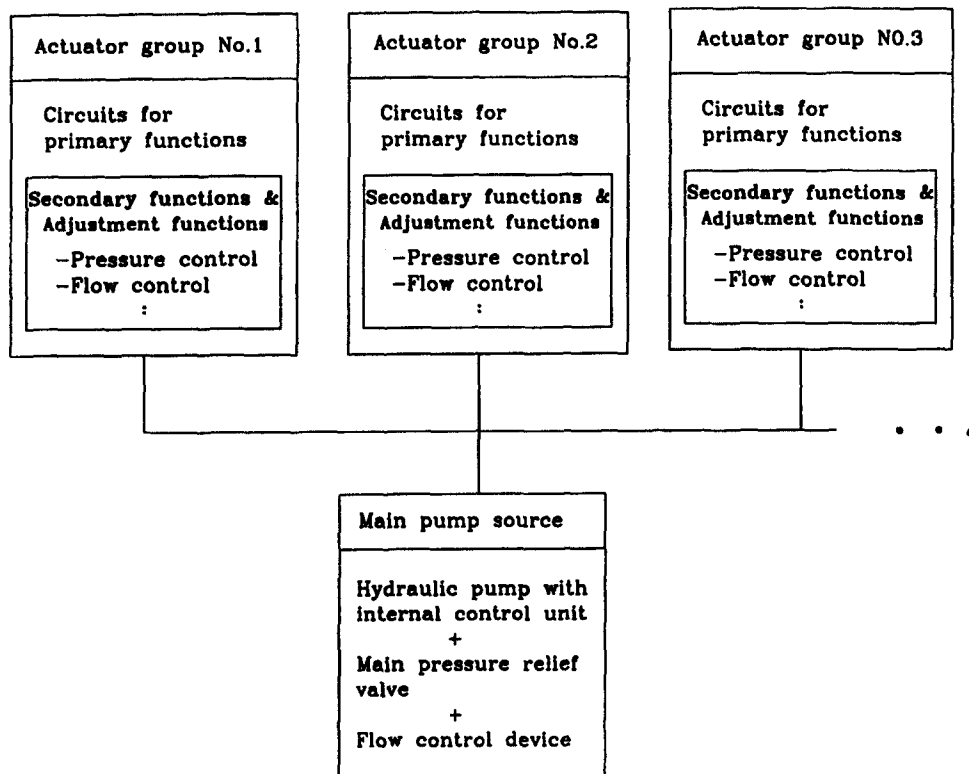 Actuator group No.1
Circuits for
primary functions
Secondary functions &
Adjustment functions
-Pressure control
-Flow control
:
Actuator group No.2
Circuits for
primary functions
Secondary functions &
Adjustment functions
-Pressure control
-Flow control
:
Actuator group NO.3
Circuits for
primary functions
Secondary functions &
Adjustment functions
-Pressure control
-Flow control
:
. . .
Main pump source
Hydraulic pump with
internal control unit
+
Main pressure relief
valve
+
Flow control device